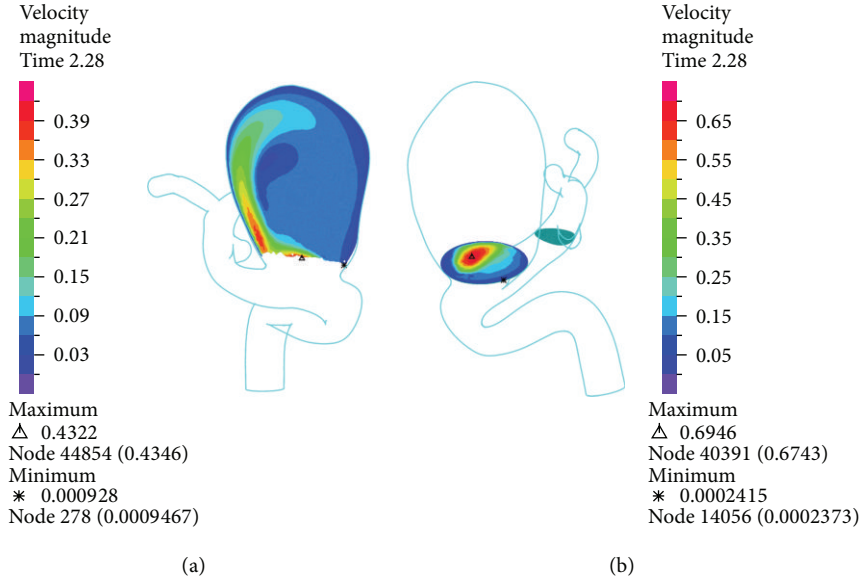 Velocity
magnitude
Time 2.28
0.39
0.33
0.27
0.21
0.15
0.09
0.03
Maximum
0.4322
Node 44854 (0.4346)
Minimum
0.000928
Node 278 (0.0009467)
(a)
Velocity
magnitude
Time 2.28
0.65
0.55
0.45
0.35
0.25
0.15
0.05
Maximum
0.6946
Node 40391 (0.6743)
Minimum
0.0002415
Node 14056 (0.0002373)
(b)